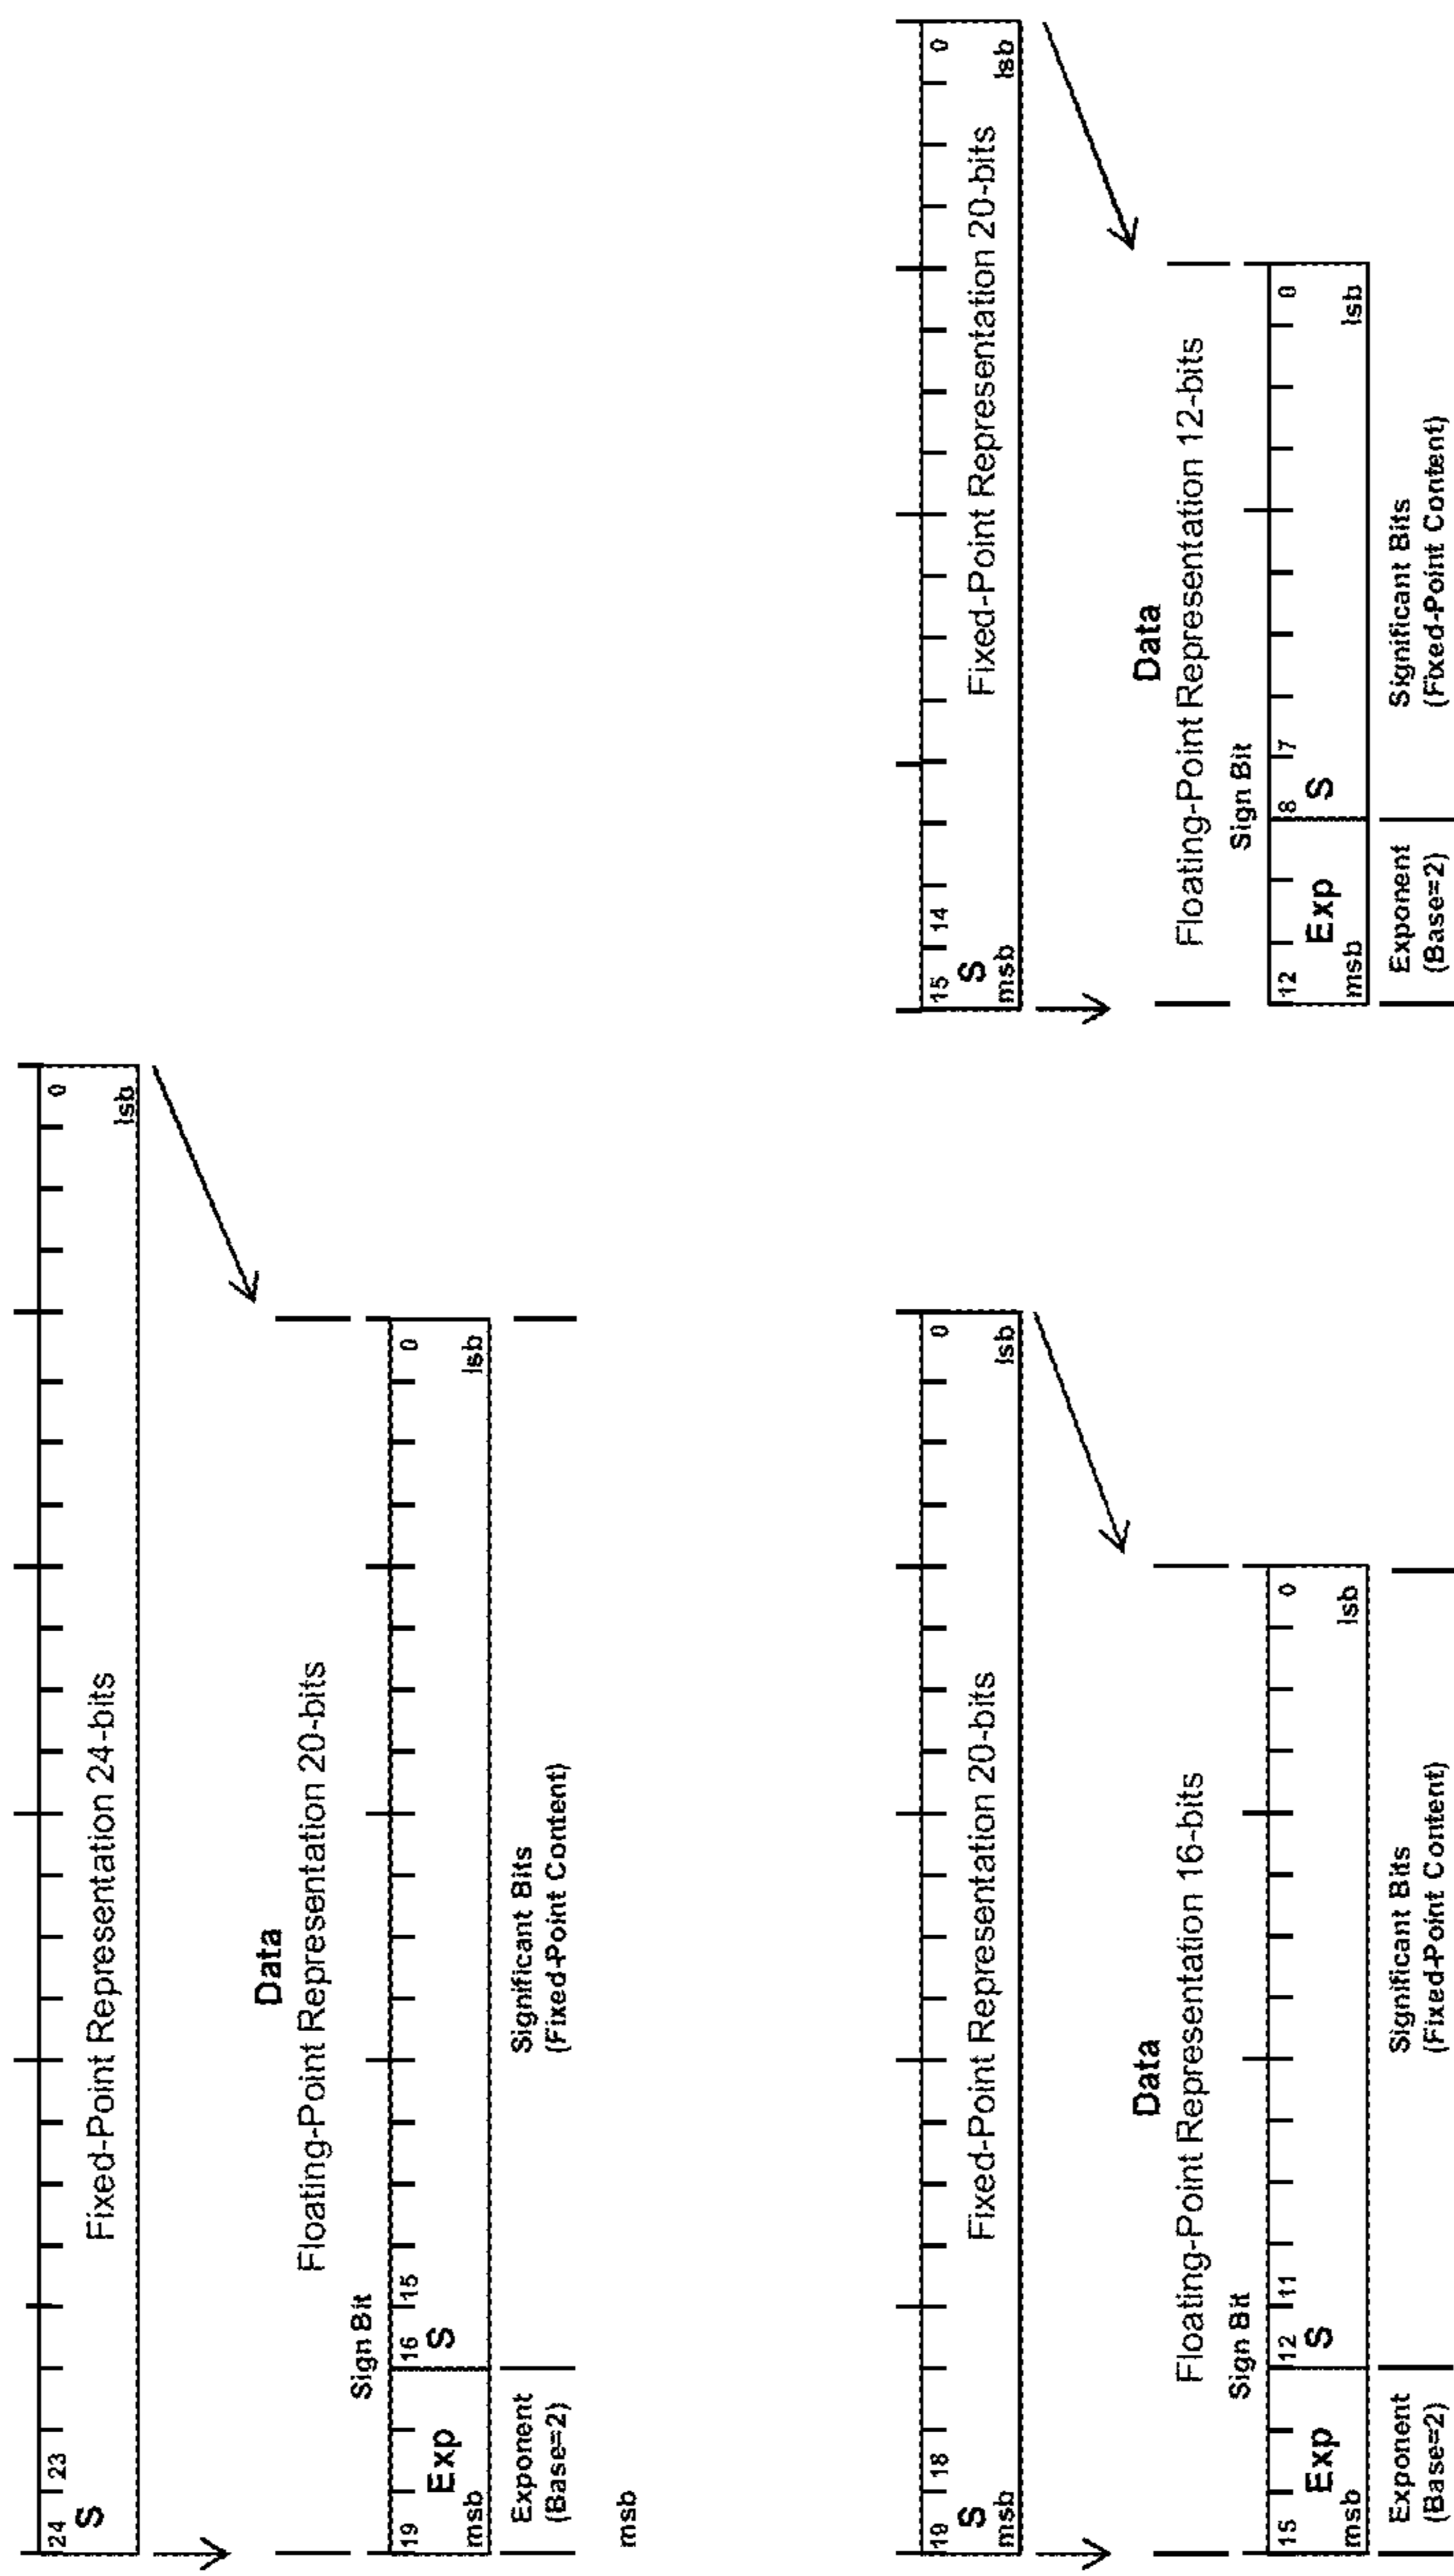 24 23 0
S
lsb
Fixed-Point Representation 24-bits
Data
Floating-Point Representation 20-bits
Sign Bit
19 16 15 0
Exp S
msb lsb
Exponent Significant Bits
(Base=2) (Fixed-Point Content)
msb
19 18 0
S
msb lsb
Fixed-Point Representation 20-bits
Data
Floating-Point Representation 16-bits
Sign Bit
15 12 11 0
Exp S
msb lsb
Exponent Significant Bits
(Base=2) (Fixed-Point Content)
15 14 0
S
msb lsb
Fixed-Point Representation 20-bits
Data
Floating-Point Representation 12-bits
Sign Bit
12 8 7 0
Exp S
msb lsb
Exponent Significant Bits
(Base=2) (Fixed-Point Content)